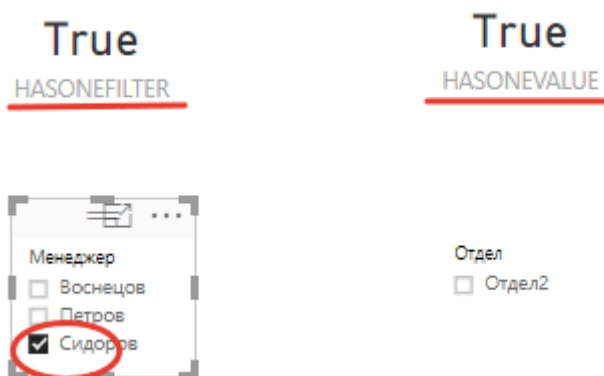 True
HASONEFILTER
True
HASONEVALUE
Менеджер
Воснецов
Петров
Сидоров
Отдел
Отдел2